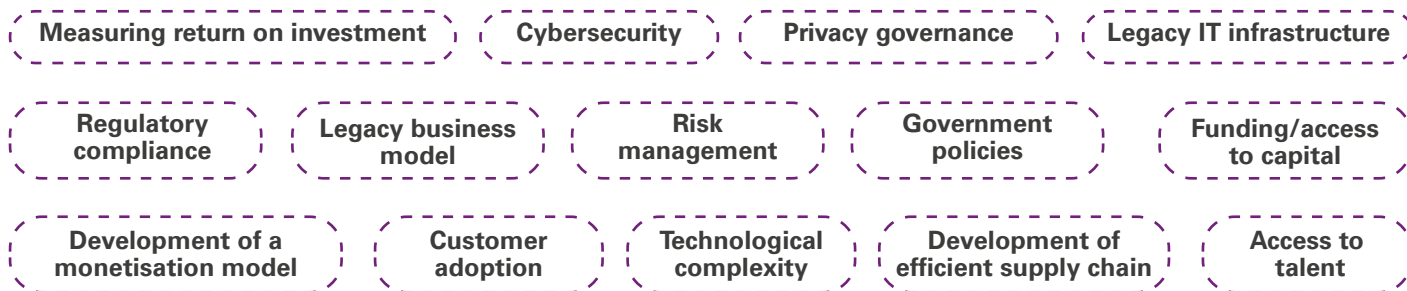 Measuring return on investment
Cybersecurity
Privacy governance
Legacy IT infrastructure
Regulatory
compliance
Legacy business
model
Risk
management
Government
policies
Funding/access
to capital
Development of a
monetisation model
Customer
adoption
Technological
complexity
Development of
efficient supply chain
Access to
talent